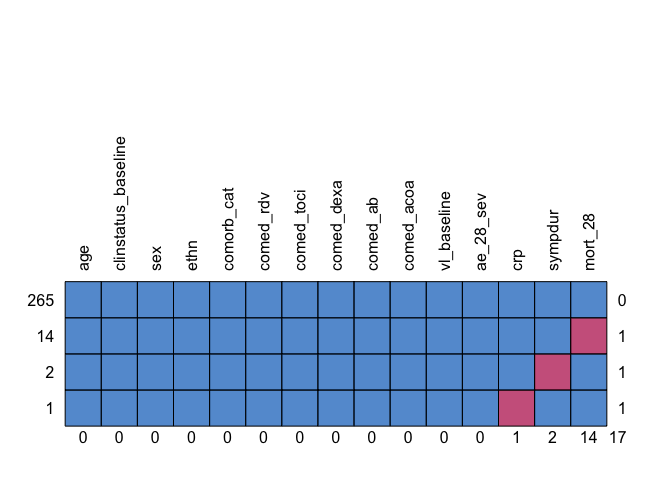 age clinstatus_baseline sex ethn comorb_cat comed_rdv comed_toci comed_dexa comed_ab comed_acoa vl_baseline ae_28_sev crp sympdur mort_28
265 0
14 1
2 1
1 1
0 0 0 0 0 0 0 0 0 0 0 0 1 2 14 17